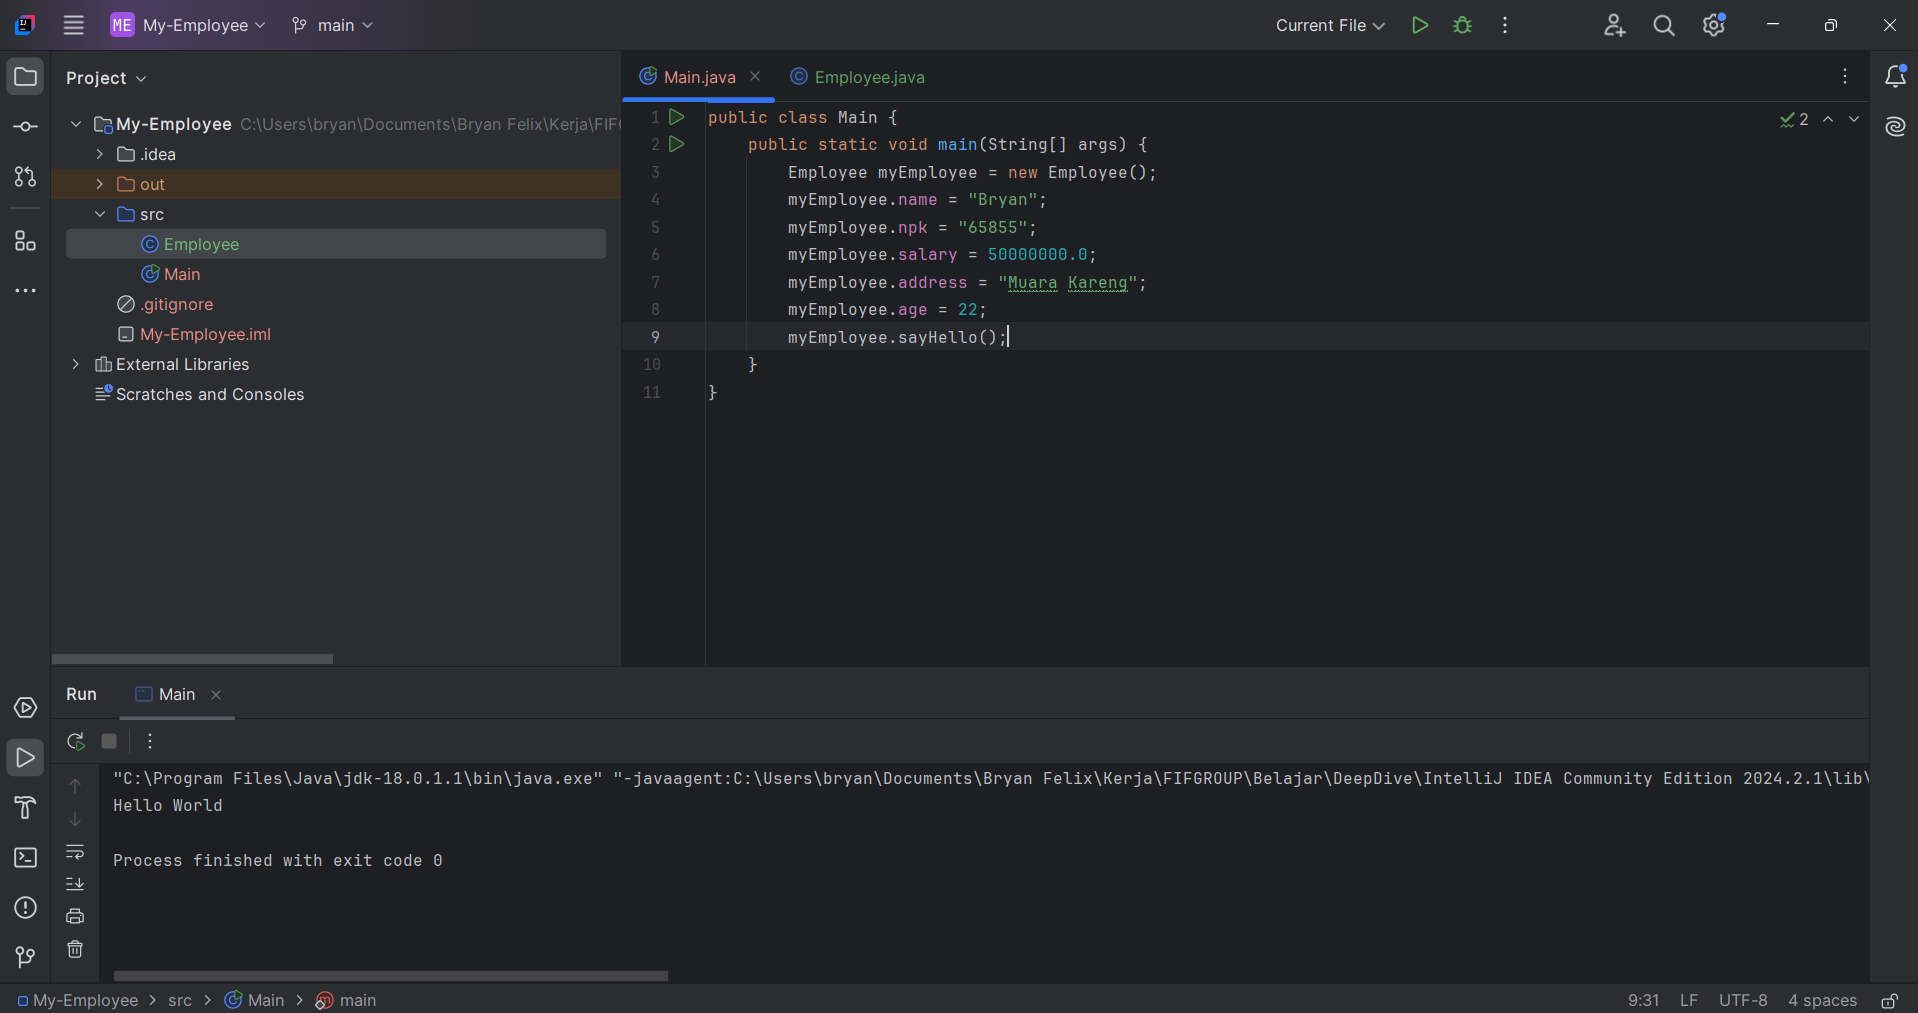 ME My-Employee main Current File
Project
My-Employee C:\Users\bryan\Documents\Bryan Felix\Kerja\FIF
.idea
out
src
Employee
Main
.gitignore
My-Employee.iml
External Libraries
Scratches and Consoles
Main.java Employee.java
2
1 public class Main {
2 public static void main(String[] args) {
3 Employee myEmployee = new Employee();
4 myEmployee.name = "Bryan";
5 myEmployee.npk = "65855";
6 myEmployee.salary = 50000000.0;
7 myEmployee.address = "Muara Kareng";
8 myEmployee.age = 22;
9 myEmployee.sayHello();
10 }
11 }
Run Main
"C:\Program Files\Java\jdk-18.0.1.1\bin\java.exe" "-javaagent:C:\Users\bryan\Documents\Bryan Felix\Kerja\FIFGROUP\Belajar\DeepDive\IntelliJ IDEA Community Edition 2024.2.1\lib\
Hello World
Process finished with exit code 0
My-Employee > src > Main > main 9:31 LF UTF-8 4 spaces